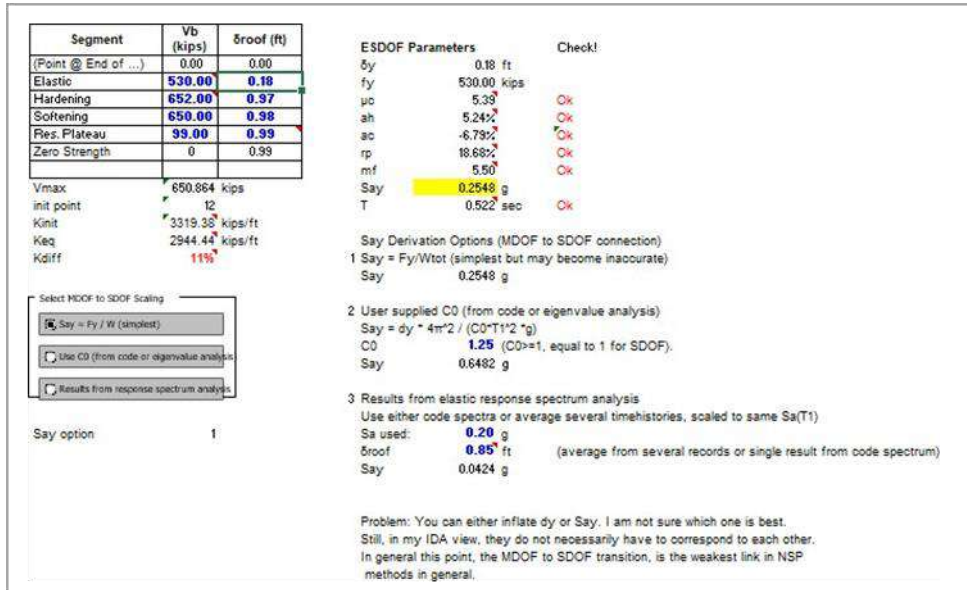 Segment Vb (kips) δroof (ft)
(Point @ End of ...) 0.00 0.00
Elastic 530.00 0.18
Hardening 652.00 0.97
Softening 650.00 0.98
Res. Plateau 99.00 0.99
Zero Strength 0 0.99
Vmax 650.864 kips
init point 12
Kinit 3319.38 kips/ft
Keq 2944.44 kips/ft
Kdiff 11%
Select MDOF to SDOF Scaling
Say = Fy / W (simplest)
Use C0 (from code or eigenvalue analysis
Results from response spectrum analysis
Say option 1
ESDOF Parameters Check!
δy 0.18 ft
fy 530.00 kips
μc 5.39 Ok
ah 5.24% Ok
ac -6.79% Ok
rp 18.68% Ok
mf 5.50 Ok
Say 0.2548 g
T 0.522 sec Ok
Say Derivation Options (MDOF to SDOF connection)
1 Say = Fy/Wtot (simplest but may become inaccurate)
Say 0.2548 g
2 User supplied C0 (from code or eigenvalue analysis)
Say = dy * 4π^2 / (C0*T1^2 *g)
C0 1.25 (C0>=1, equal to 1 for SDOF).
Say 0.6482 g
3 Results from elastic response spectrum analysis
Use either code spectra or average several timehistories, scaled to same Sa(T1)
Sa used: 0.20 g
δroof 0.85 ft (average from several records or single result from code spectrum)
Say 0.0424 g
Problem: You can either inflate dy or Say. I am not sure which one is best.
Still, in my IDA view, they do not necessarily have to correspond to each other.
In general this point, the MDOF to SDOF transition, is the weakest link in NSP
methods in general.